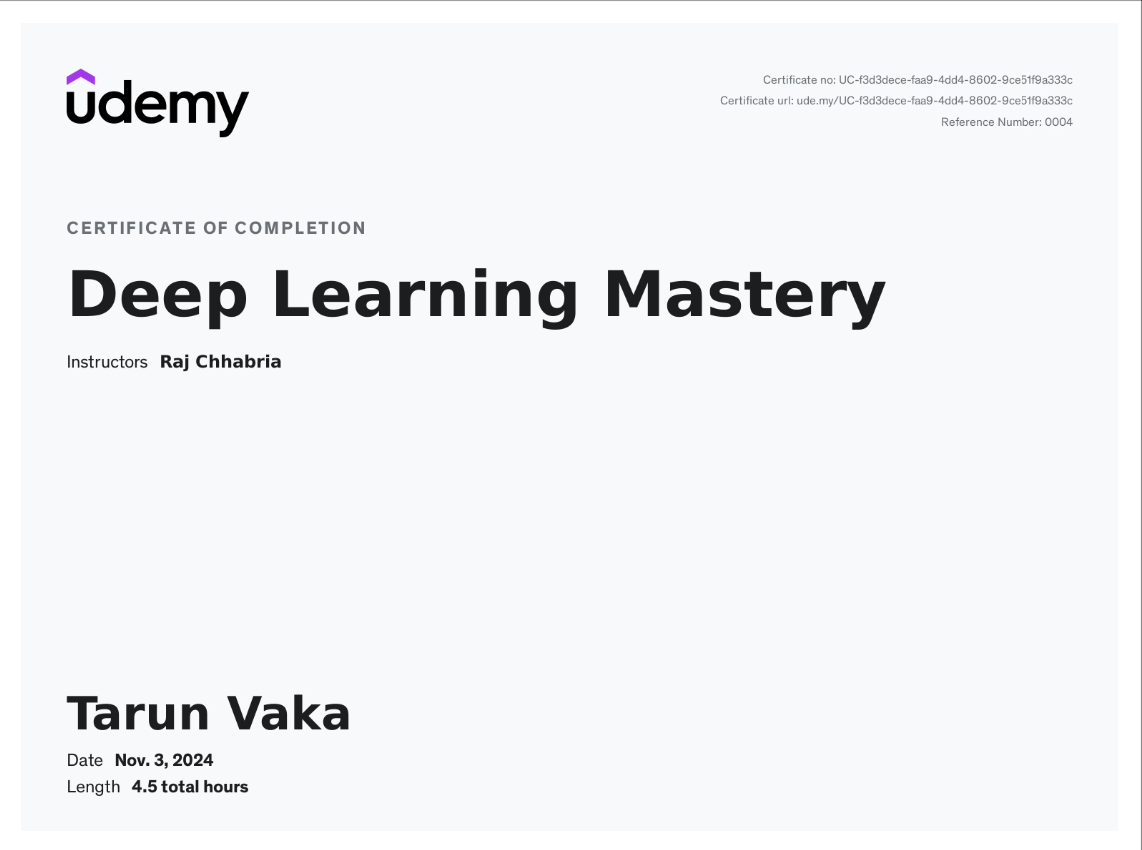 udemy
Certificate no: UC-f3d3dece-faa9-4dd4-8602-9ce51f9a333c
Certificate url: ude.my/UC-f3d3dece-faa9-4dd4-8602-9ce51f9a333c
Reference Number: 0004
CERTIFICATE OF COMPLETION
Deep Learning Mastery
Instructors Raj Chhabria
Tarun Vaka
Date Nov. 3, 2024
Length 4.5 total hours